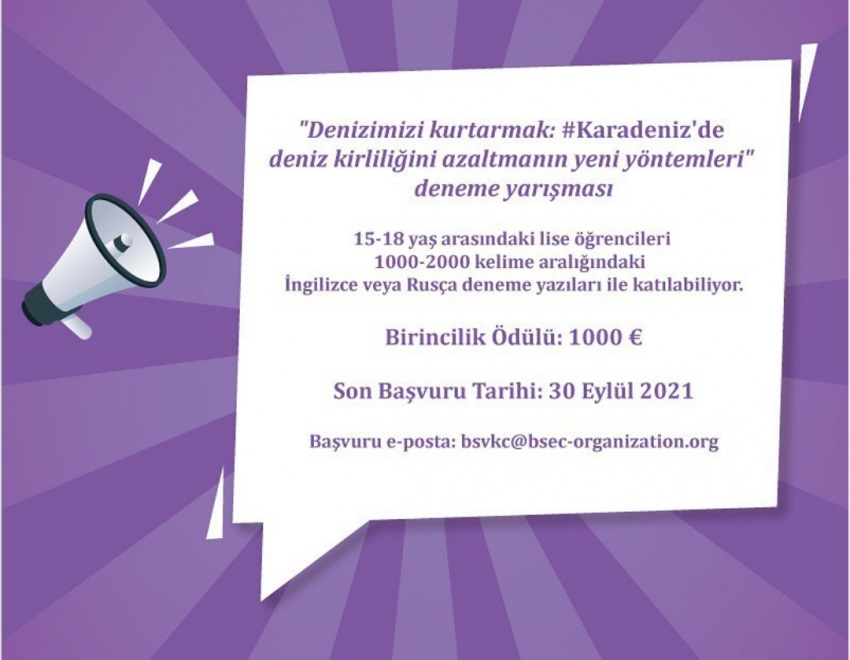 "Denizimizi kurtarmak: #Karadeniz'de
deniz kirliliğini azaltmanın yeni yöntemleri"
deneme yarışması
15-18 yaş arasındaki lise öğrencileri
1000-2000 kelime aralığındaki
İngilizce veya Rusça deneme yazıları ile katılabiliyor.
Birincilik Ödülü: 1000 €
Son Başvuru Tarihi: 30 Eylül 2021
Başvuru e-posta: bsvkc@bsec-organization.org